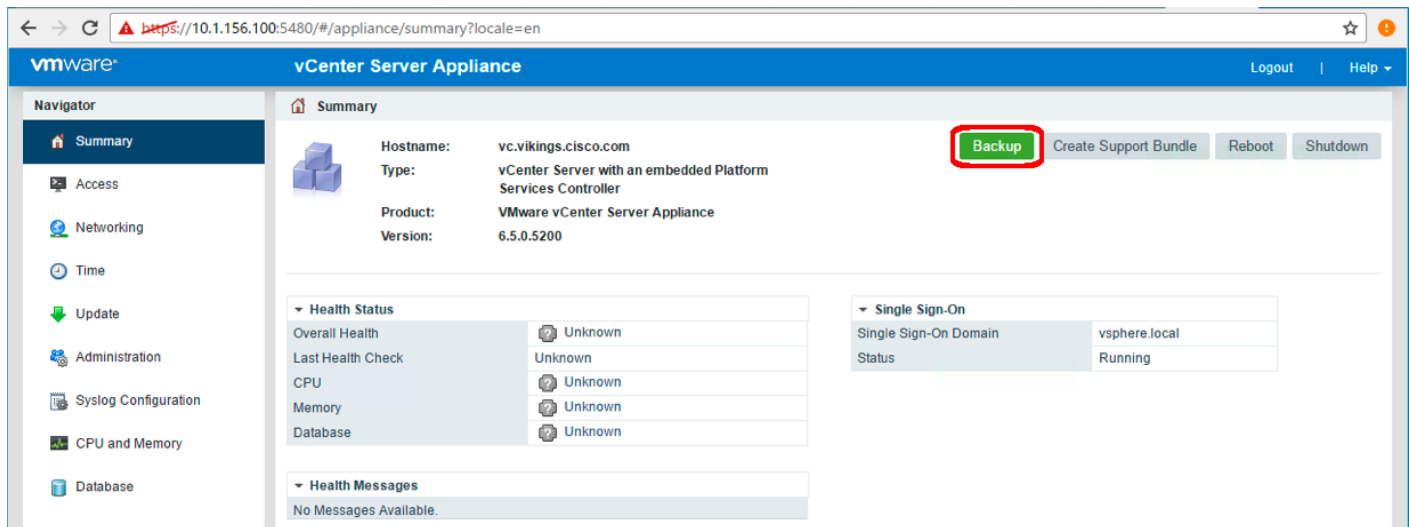 https://10.1.156.100:5480/#/appliance/summary?locale=en
vmware® vCenter Server Appliance Logout | Help
Navigator
Summary
Access
Networking
Time
Update
Administration
Syslog Configuration
CPU and Memory
Database
Summary
Hostname: vc.vikings.cisco.com
Type: vCenter Server with an embedded Platform
Services Controller
Product: VMware vCenter Server Appliance
Version: 6.5.0.5200
Backup Create Support Bundle Reboot Shutdown
Health Status
Overall Health Unknown
Last Health Check Unknown
CPU Unknown
Memory Unknown
Database Unknown
Single Sign-On
Single Sign-On Domain vsphere.local
Status Running
Health Messages
No Messages Available.